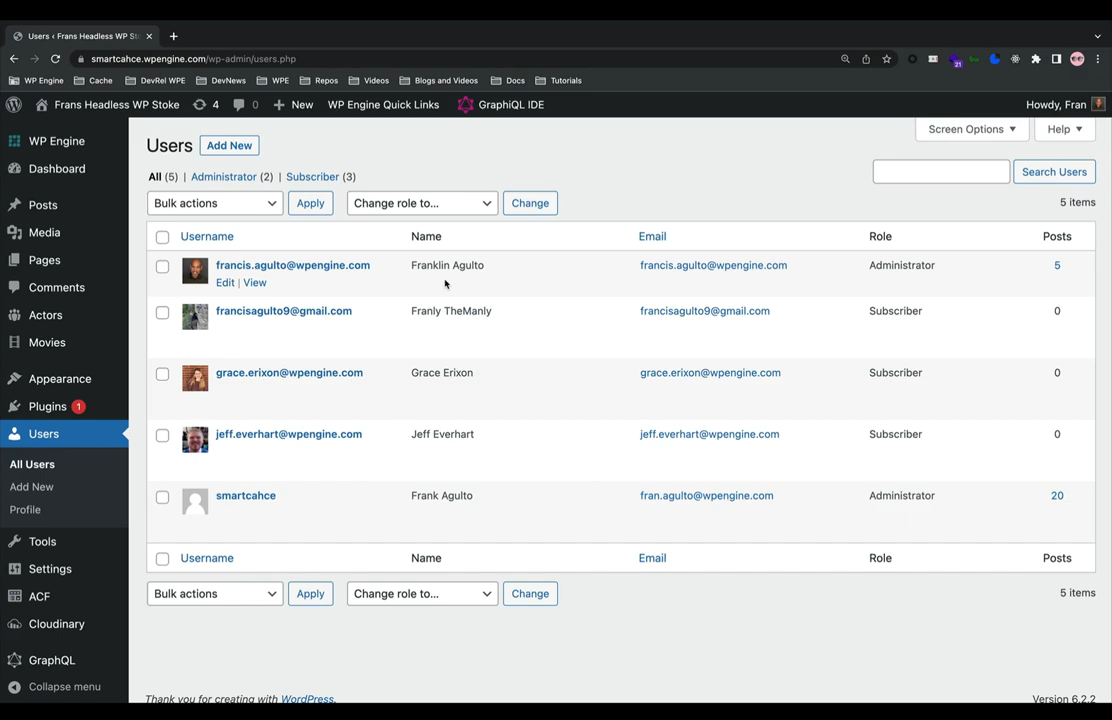 Users ‹ Frans Headless WP Sto
smartcahce.wpengine.com/wp-admin/users.php
21
WP Engine Cache DevRel WPE DevNews WPE Repos Videos Blogs and Videos Docs Tutorials
Frans Headless WP Stoke 4 0 New WP Engine Quick Links GraphiQL IDE Howdy, Fran
WP Engine
Dashboard
Posts
Media
Pages
Comments
Actors
Movies
Appearance
Plugins 1
Users
All Users
Add New
Profile
Tools
Settings
ACF
Cloudinary
GraphQL
Collapse menu
Screen Options Help
Users Add New
All (5) | Administrator (2) | Subscriber (3)
Search Users
Bulk actions Apply Change role to... Change 5 items
Username Name Email Role Posts
francis.agulto@wpengine.com Franklin Agulto francis.agulto@wpengine.com Administrator 5
Edit | View
francisagulto9@gmail.com Franly TheManly francisagulto9@gmail.com Subscriber 0
grace.erixon@wpengine.com Grace Erixon grace.erixon@wpengine.com Subscriber 0
jeff.everhart@wpengine.com Jeff Everhart jeff.everhart@wpengine.com Subscriber 0
smartcahce Frank Agulto fran.agulto@wpengine.com Administrator 20
Username Name Email Role Posts
Bulk actions Apply Change role to... Change 5 items
Thank you for creating with WordPress. Version 6.2.2